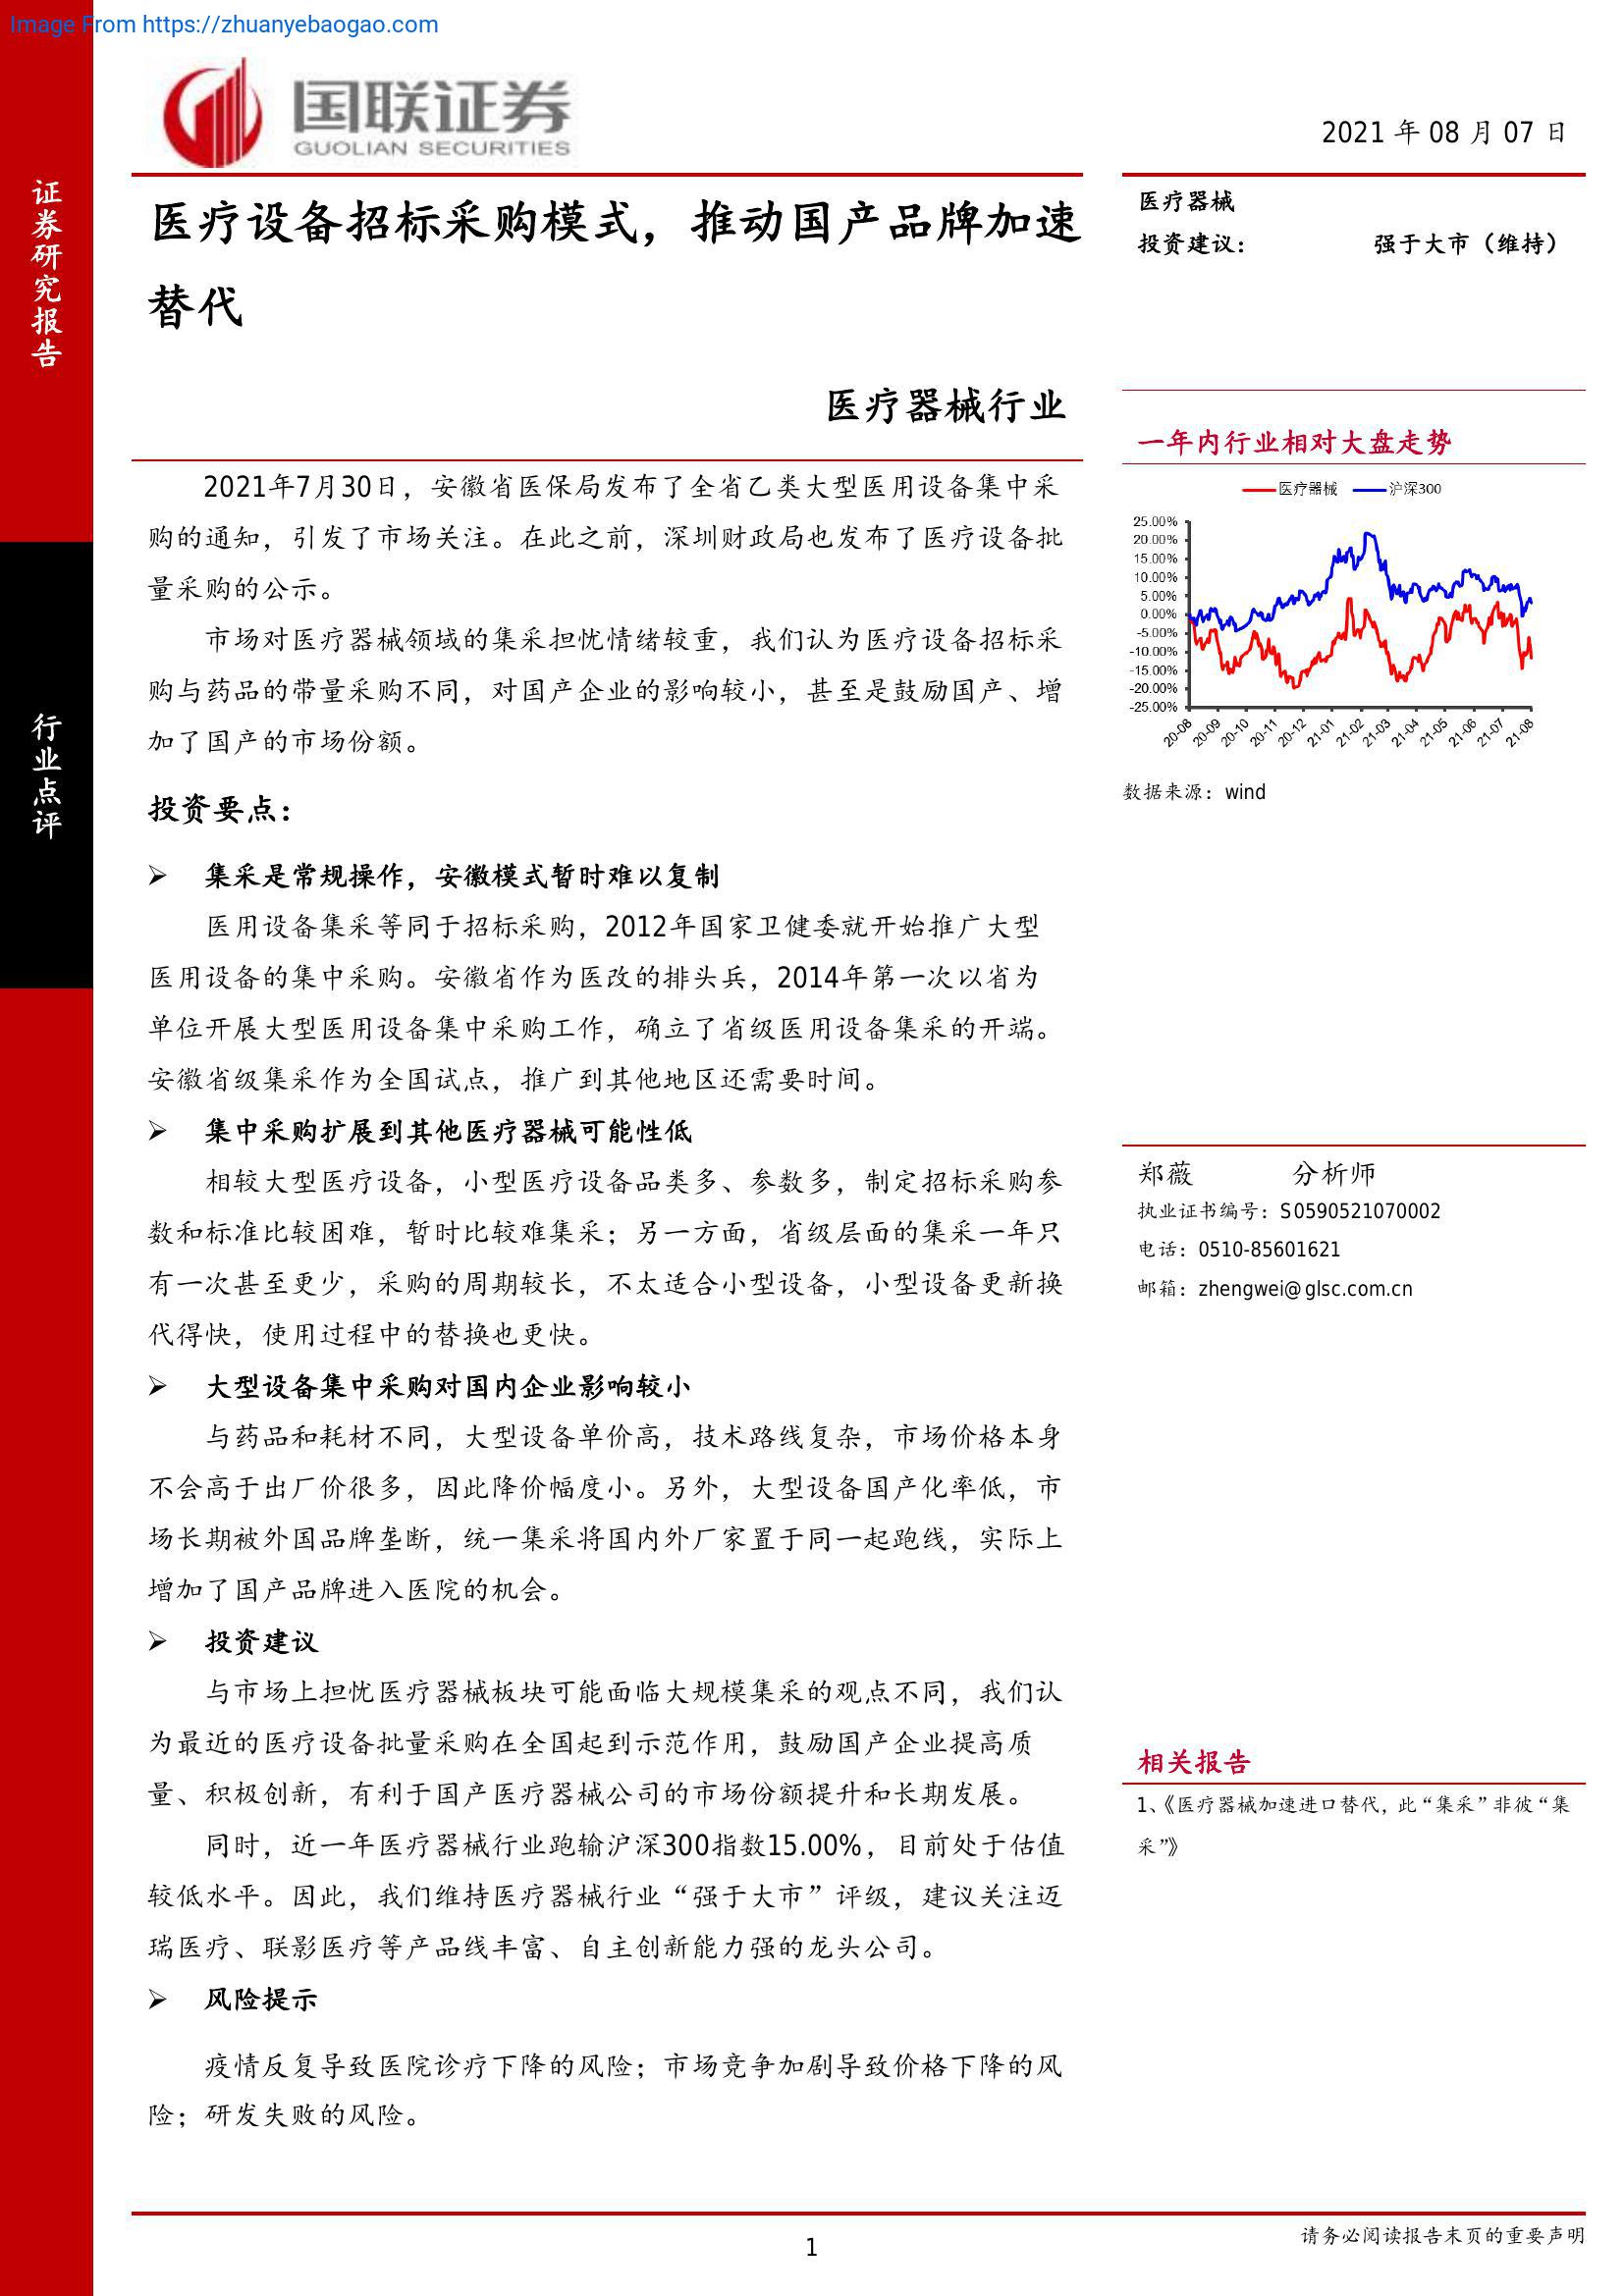 Image From https://zhuanyebaogao.com
国联证券
GUOLIAN SECURITIES
证券研究报告
行业点评
2021 年 08 月 07 日
医疗设备招标采购模式，推动国产品牌加速
替代
医疗器械行业
2021年7月30日，安徽省医保局发布了全省乙类大型医用设备集中采
购的通知，引发了市场关注。在此之前，深圳财政局也发布了医疗设备批
量采购的公示。
市场对医疗器械领域的集采担忧情绪较重，我们认为医疗设备招标采
购与药品的带量采购不同，对国产企业的影响较小，甚至是鼓励国产、增
加了国产的市场份额。
投资要点：
➢ 集采是常规操作，安徽模式暂时难以复制
医用设备集采等同于招标采购，2012年国家卫健委就开始推广大型
医用设备的集中采购。安徽省作为医改的排头兵，2014年第一次以省为
单位开展大型医用设备集中采购工作，确立了省级医用设备集采的开端。
安徽省级集采作为全国试点，推广到其他地区还需要时间。
➢ 集中采购扩展到其他医疗器械可能性低
相较大型医疗设备，小型医疗设备品类多、参数多，制定招标采购参
数和标准比较困难，暂时比较难集采；另一方面，省级层面的集采一年只
有一次甚至更少，采购的周期较长，不太适合小型设备，小型设备更新换
代得快，使用过程中的替换也更快。
➢ 大型设备集中采购对国内企业影响较小
与药品和耗材不同，大型设备单价高，技术路线复杂，市场价格本身
不会高于出厂价很多，因此降价幅度小。另外，大型设备国产化率低，市
场长期被外国品牌垄断，统一集采将国内外厂家置于同一起跑线，实际上
增加了国产品牌进入医院的机会。
➢ 投资建议
与市场上担忧医疗器械板块可能面临大规模集采的观点不同，我们认
为最近的医疗设备批量采购在全国起到示范作用，鼓励国产企业提高质
量、积极创新，有利于国产医疗器械公司的市场份额提升和长期发展。
同时，近一年医疗器械行业跑输沪深300指数15.00%，目前处于估值
较低水平。因此，我们维持医疗器械行业“强于大市”评级，建议关注迈
瑞医疗、联影医疗等产品线丰富、自主创新能力强的龙头公司。
➢ 风险提示
疫情反复导致医院诊疗下降的风险；市场竞争加剧导致价格下降的风
险；研发失败的风险。
医疗器械
投资建议： 强于大市（维持）
一年内行业相对大盘走势
医疗器械 沪深300
25.00%
20.00%
15.00%
10.00%
5.00%
0.00%
-5.00%
-10.00%
-15.00%
-20.00%
-25.00%
20-08 20-09 20-10 20-11 20-12 21-01 21-02 21-03 21-04 21-05 21-06 21-07 21-08
数据来源：wind
郑薇 分析师
执业证书编号：S0590521070002
电话：0510-85601621
邮箱：zhengwei@glsc.com.cn
相关报告
1、《医疗器械加速进口替代，此“集采”非彼“集
采”》
1
请务必阅读报告末页的重要声明